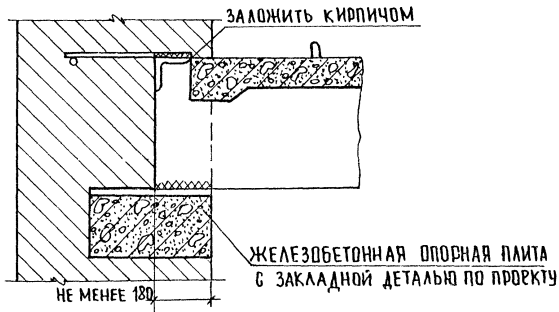 ЗАЛОЖИТЬ КИРПИЧОМ
ЖЕЛЕЗОБЕТОННАЯ ОПОРНАЯ ПЛИТА
С ЗАКЛАДНОЙ ДЕТАЛЬЮ ПО ПРОЕКТУ
НЕ МЕНЕЕ 180